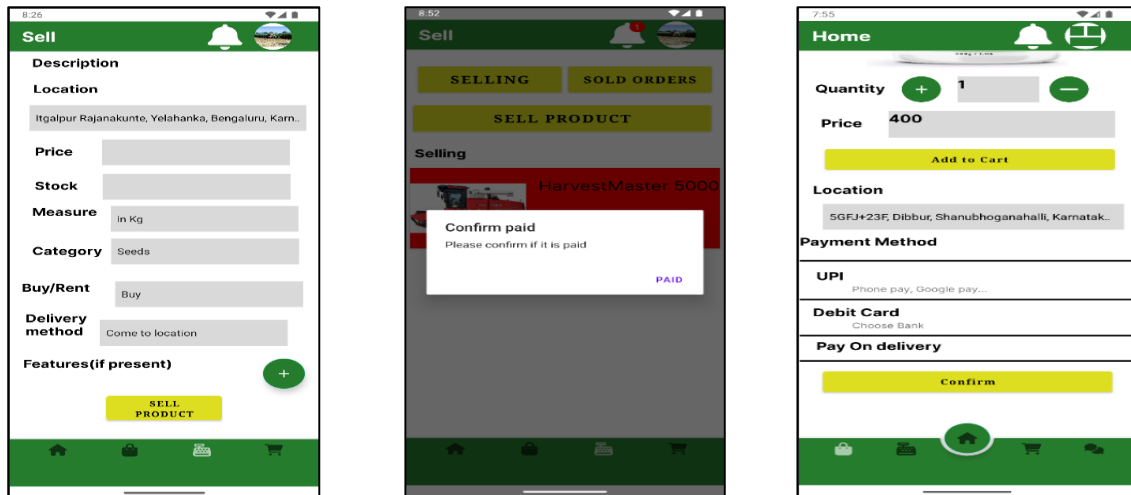 8:26
Sell
Description
Location
Itgalpur Rajanakunte, Yelahanka, Bengaluru, Karn..
Price
Stock
Measure in Kg
Category Seeds
Buy/Rent Buy
Delivery
method Come to location
Features(if present)
+
SELL
PRODUCT
8:52
Sell
1
SELLING SOLD ORDERS
SELL PRODUCT
Selling
HarvestMaster 5000
Confirm paid
Please confirm if it is paid
PAID
7:55
Home
Quantity + 1 −
Price 400
Add to Cart
Location
5GFJ+23F, Dibbur, Shanubhoganahalli, Karnatak..
Payment Method
UPI
Phone pay, Google pay...
Debit Card
Choose Bank
Pay On delivery
Confirm